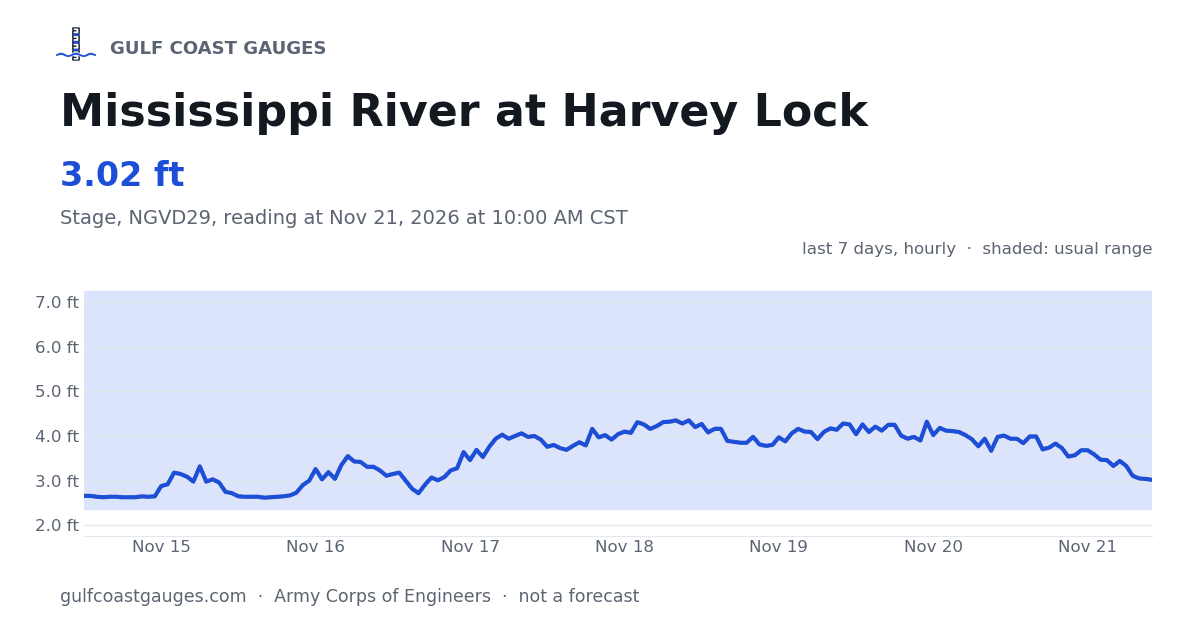 GULF COAST GAUGES
Mississippi River at Harvey Lock
3.02 ft
Stage, NGVD29, reading at Nov 21, 2026 at 10:00 AM CST
last 7 days, hourly · shaded: usual range
7.0 ft
6.0 ft
5.0 ft
4.0 ft
3.0 ft
2.0 ft
Nov 15 Nov 16 Nov 17 Nov 18 Nov 19 Nov 20 Nov 21
gulfcoastgauges.com · Army Corps of Engineers · not a forecast